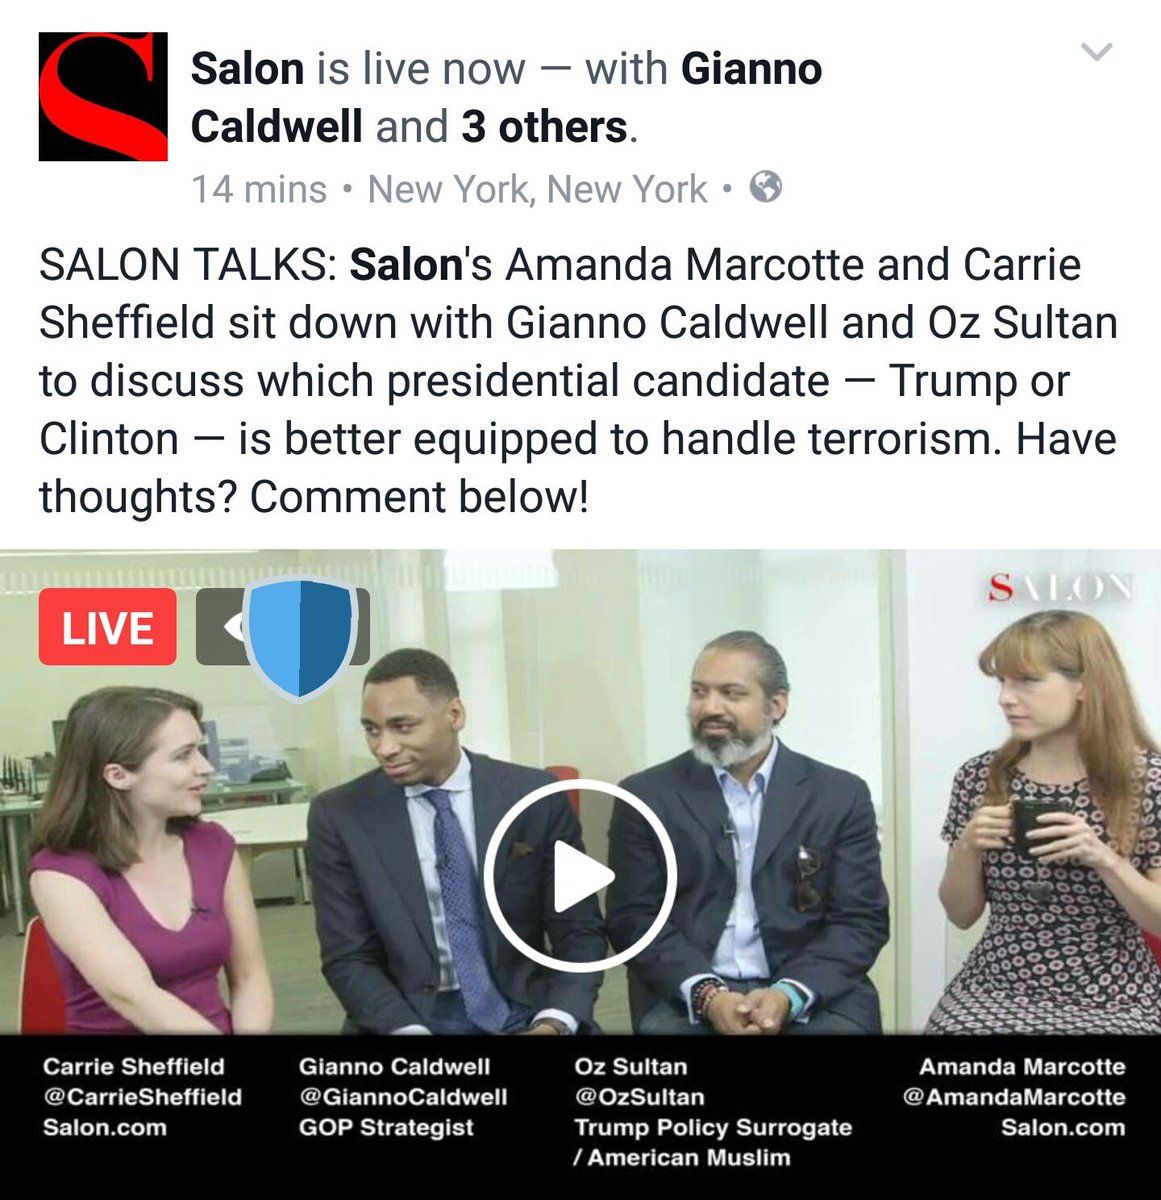 Salon is live now — with Gianno
Caldwell and 3 others.
14 mins • New York, New York •
SALON TALKS: Salon's Amanda Marcotte and Carrie
Sheffield sit down with Gianno Caldwell and Oz Sultan
to discuss which presidential candidate — Trump or
Clinton — is better equipped to handle terrorism. Have
thoughts? Comment below!
SALON
LIVE
Carrie Sheffield
@CarrieSheffield
Salon.com
Gianno Caldwell
@GiannoCaldwell
GOP Strategist
Oz Sultan
@OzSultan
Trump Policy Surrogate
/ American Muslim
Amanda Marcotte
@AmandaMarcotte
Salon.com